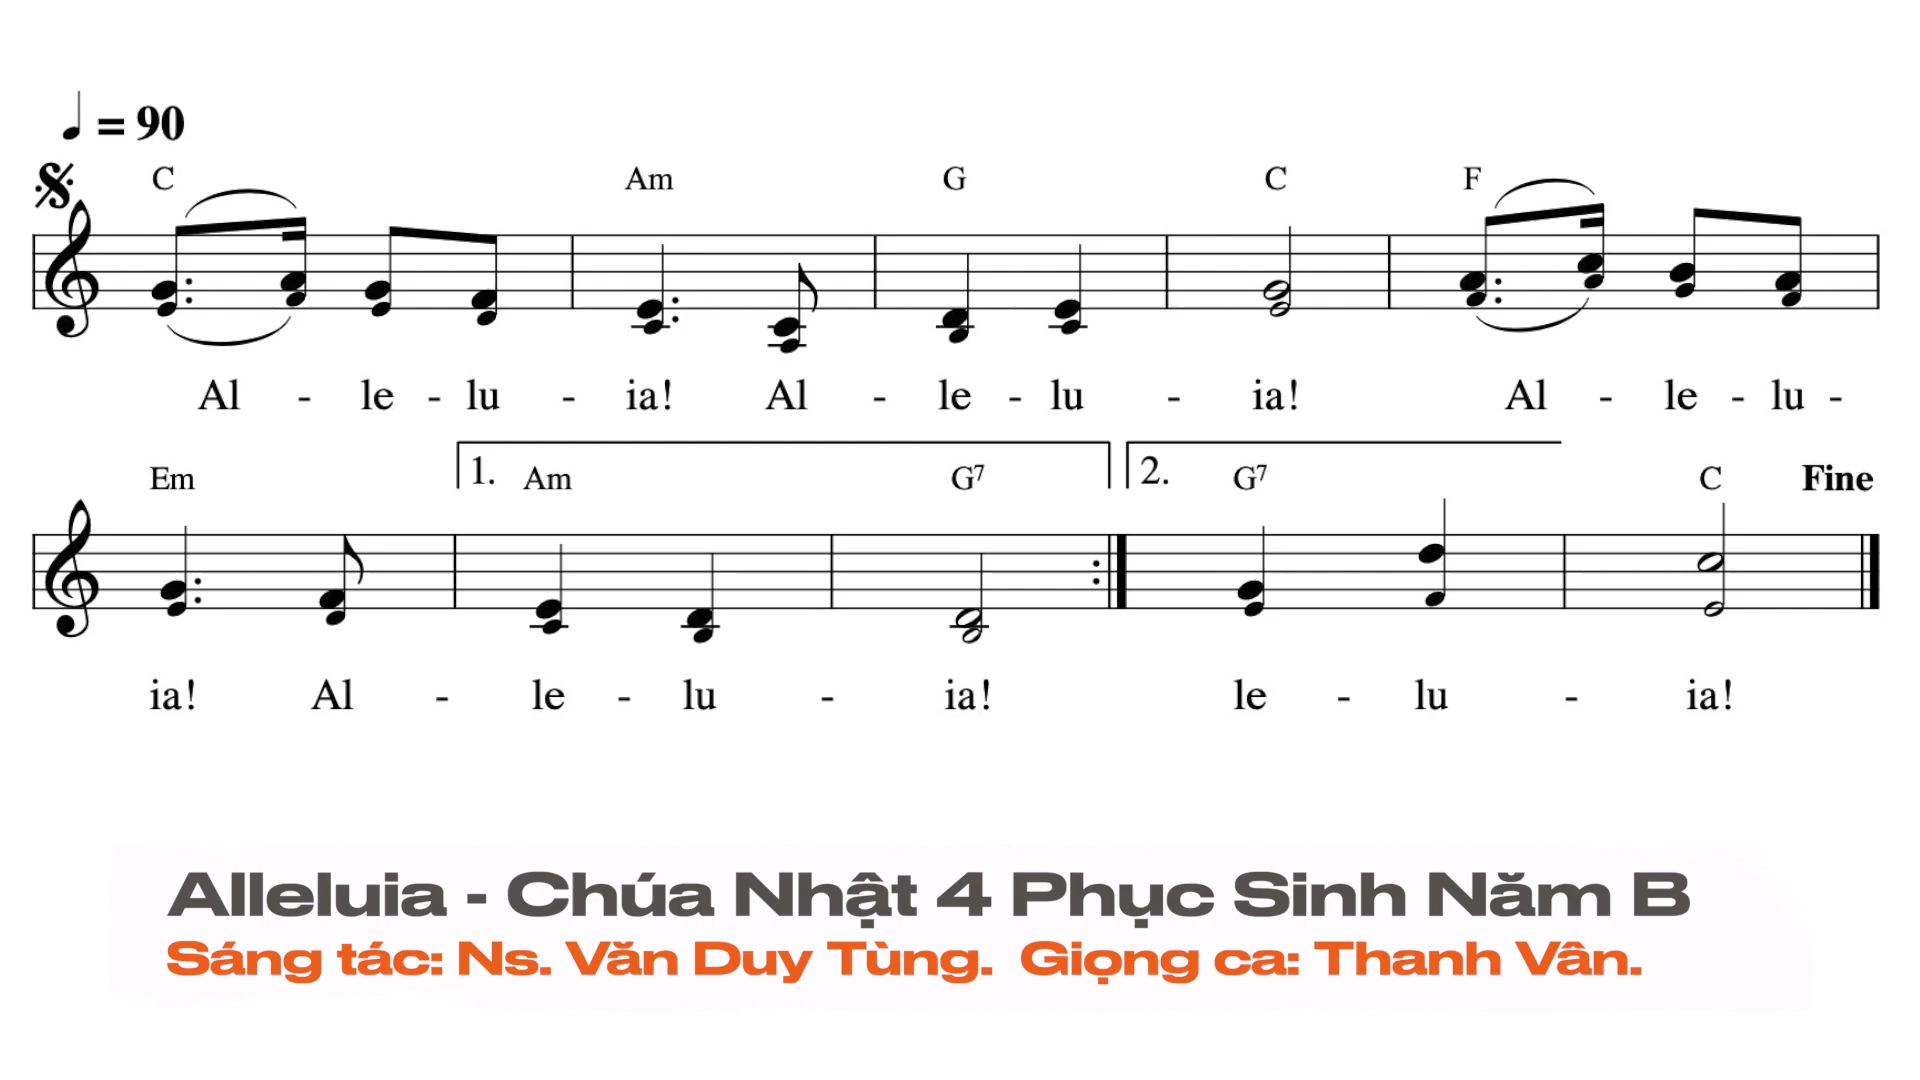 = 90
C Am G C F
Al - le - lu - ia! Al - le - lu - ia! Al - le - lu -
Em 1. Am G7 2. G7 C Fine
ia! Al - le - lu - ia! le - lu - ia!
Alleluia - Chúa Nhật 4 Phục Sinh Năm B
Sáng tác: Ns. Văn Duy Tùng. Giọng ca: Thanh Vân.